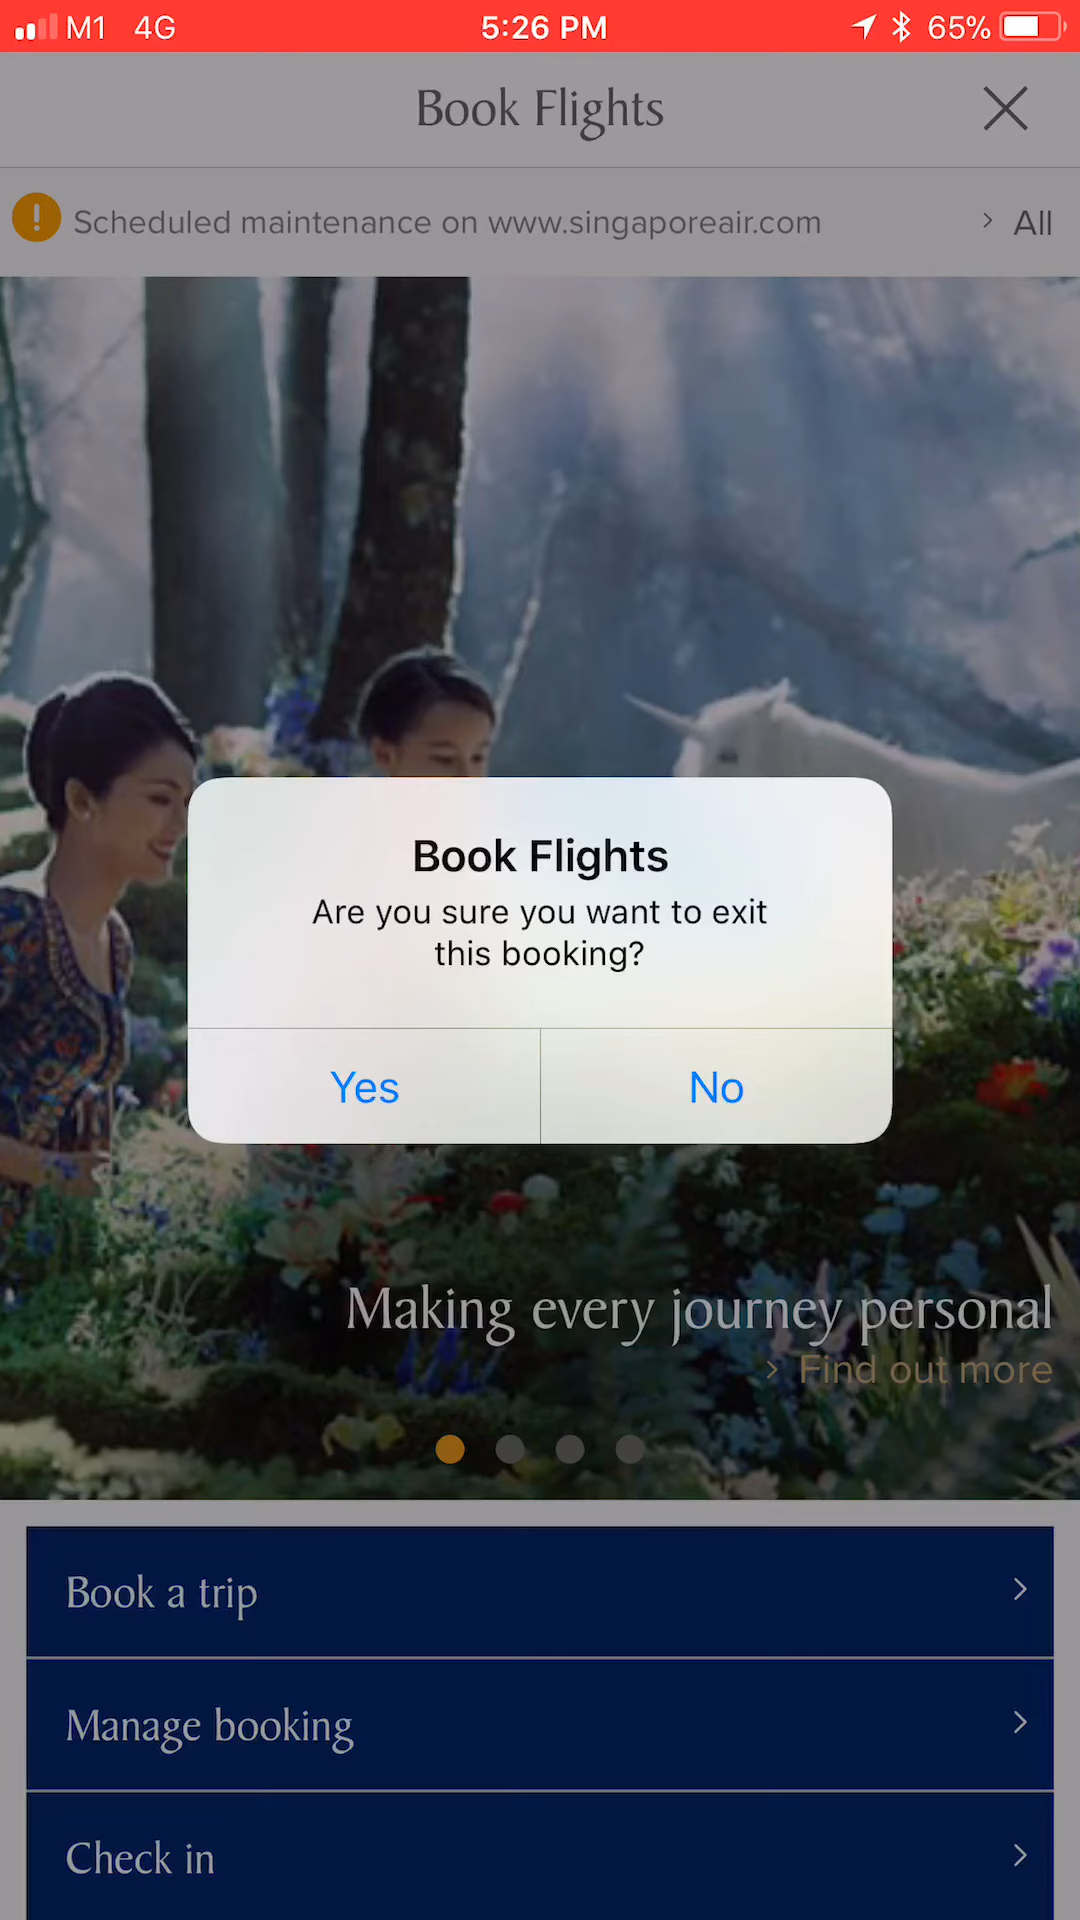 M1 4G 5:26 PM 65%
Book Flights
Scheduled maintenance on www.singaporeair.com > All
Book Flights
Are you sure you want to exit
this booking?
Yes No
Making every journey personal
> Find out more
Book a trip >
Manage booking >
Check in >